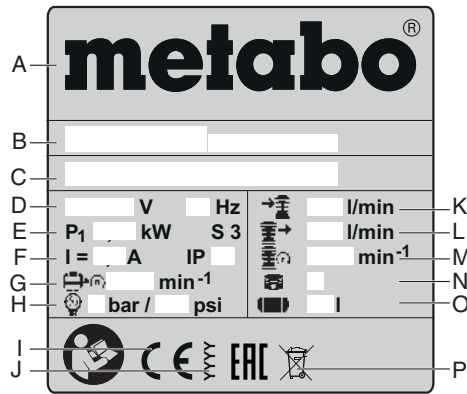 A metabo ®
B
C
D V Hz K l/min
E P1 kW S 3 L l/min
F I = A IP M min-1
G min-1 N
H bar / psi O l
I CE EAC
J P